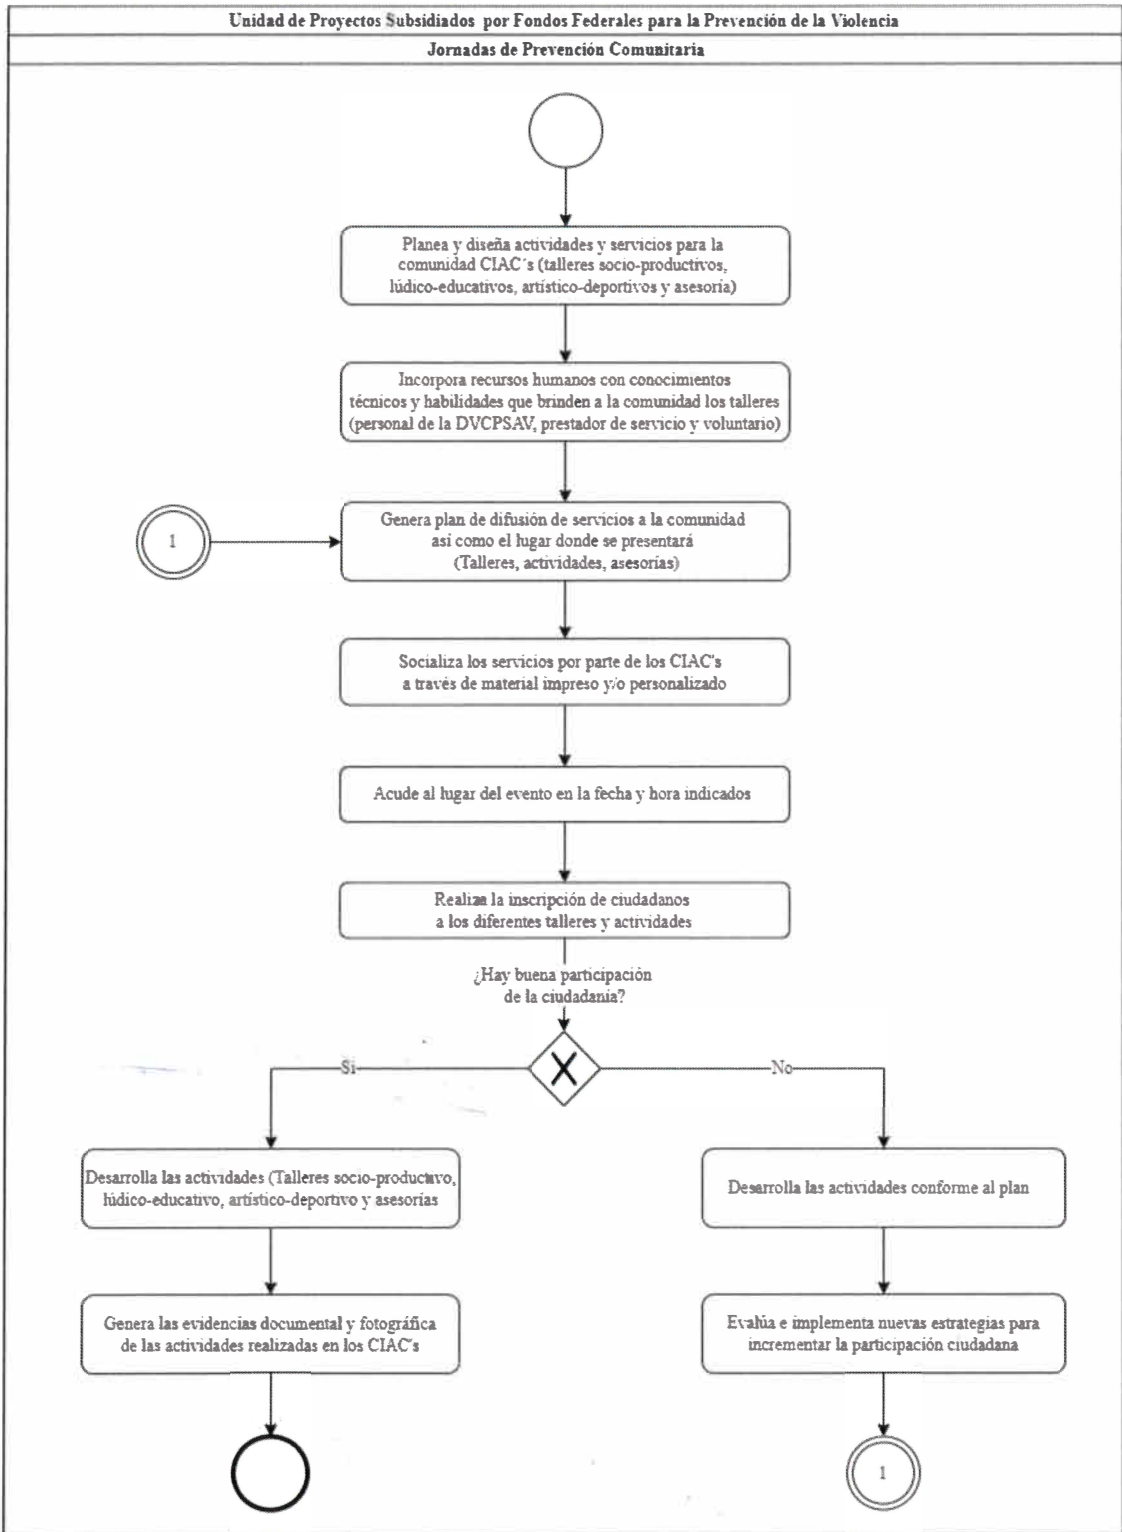 Unidad de Proyectos Subsidiados por Fondos Federales para la Prevención de la Violencia
Jornadas de Prevención Comunitaria
Planea y diseña actividades y servicios para la
comunidad CIAC´s (talleres socio-productivos,
lúdico-educativos, artístico-deportivos y asesoría)
Incorpora recursos humanos con conocimientos
técnicos y habilidades que brinden a la comunidad los talleres
(personal de la DVCPSAV, prestador de servicio y voluntario)
1
Genera plan de difusión de servicios a la comunidad
así como el lugar donde se presentará
(Talleres, actividades, asesorías)
Socializa los servicios por parte de los CIAC's
a través de material impreso y/o personalizado
Acude al lugar del evento en la fecha y hora indicados
Realiza la inscripción de ciudadanos
a los diferentes talleres y actividades
¿Hay buena participación
de la ciudadanía?
Si
No
Desarrolla las actividades (Talleres socio-productivo,
lúdico-educativo, artístico-deportivo y asesorías
Desarrolla las actividades conforme al plan
Genera las evidencias documental y fotográfica
de las actividades realizadas en los CIAC's
Evalúa e implementa nuevas estrategias para
incrementar la participación ciudadana
1